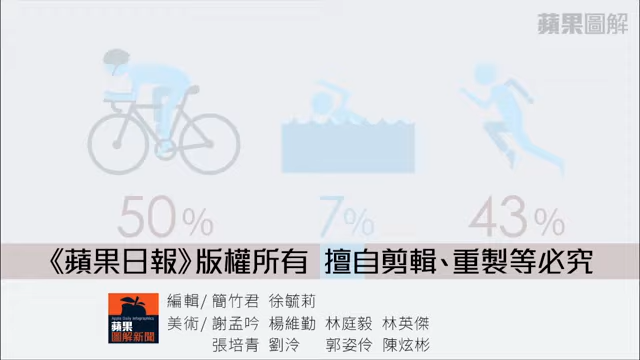 蘋果圖解
50%
7%
43%
《蘋果日報》版權所有 擅自剪輯、重製等必究
編輯/ 簡竹君 徐毓莉
美術/ 謝孟吟 楊維勤 林庭毅 林英傑
張培青 劉泠 郭姿伶 陳炫彬
Apple Daily Infographics
蘋果
圖解新聞